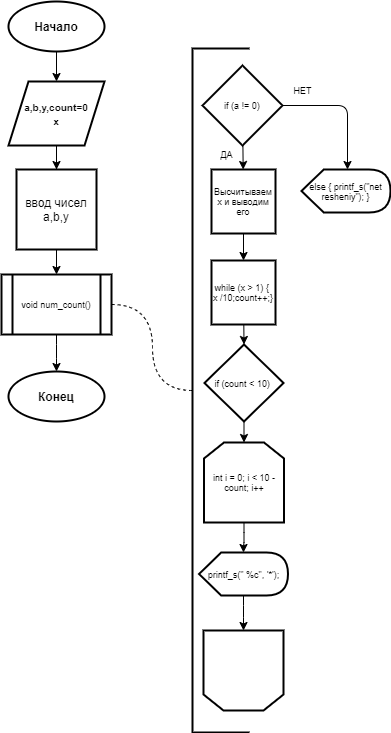 Начало
a,b,y,count=0
x
ввод чисел
a,b,y
void num_count()
Конец
if (a != 0)
НЕТ
ДА
else { printf_s("net
resheniy"); }
Высчитываем
x и выводим
его
while (x > 1) {
x /10;count++;}
if (count < 10)
int i = 0; i < 10 -
count; i++
printf_s(" %c", '*');